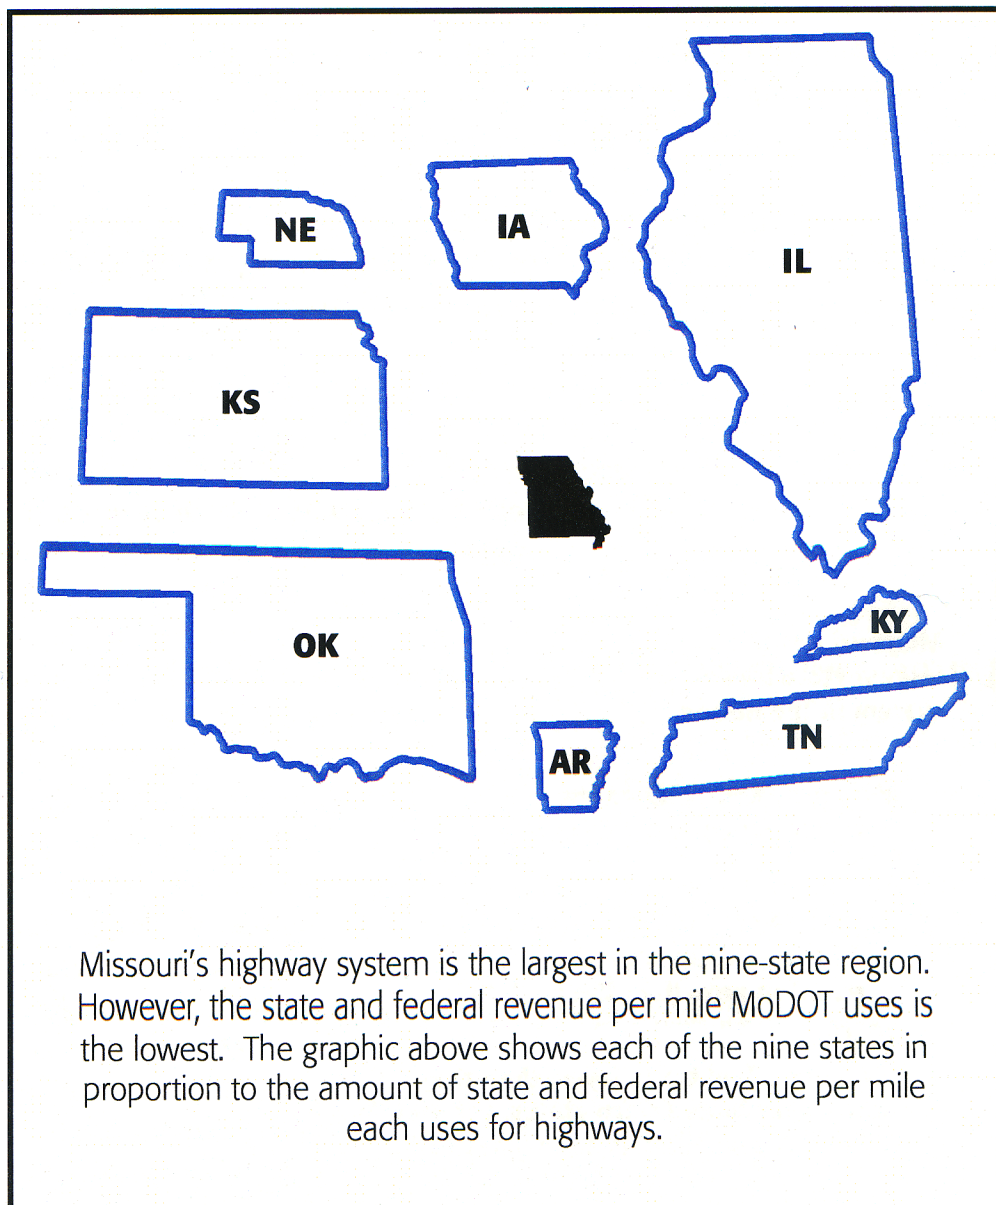 NE
IA
IL
KS
OK
KY
TN
AR
Missouri's highway system is the largest in the nine-state region.
However, the state and federal revenue per mile MoDOT uses is
the lowest.  The graphic above shows each of the nine states in
proportion to the amount of state and federal revenue per mile
each uses for highways.